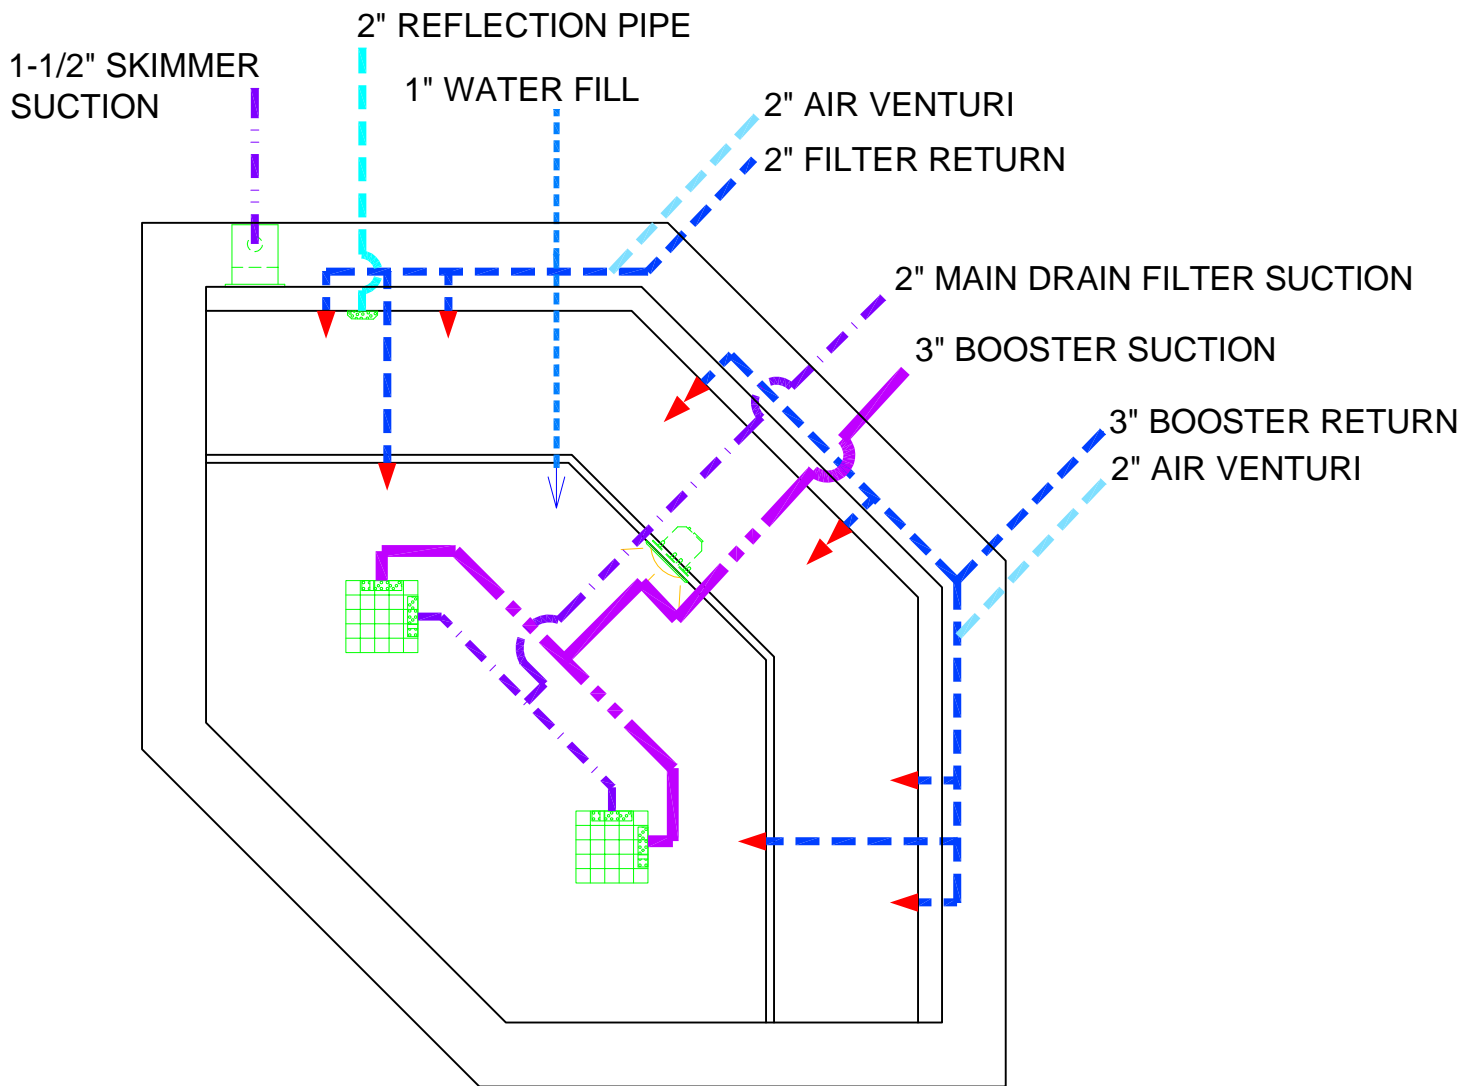 2" REFLECTION PIPE
1-1/2" SKIMMER
SUCTION
1" WATER FILL
2" AIR VENTURI
2" FILTER RETURN
2" MAIN DRAIN FILTER SUCTION
3" BOOSTER SUCTION
3" BOOSTER RETURN
2" AIR VENTURI